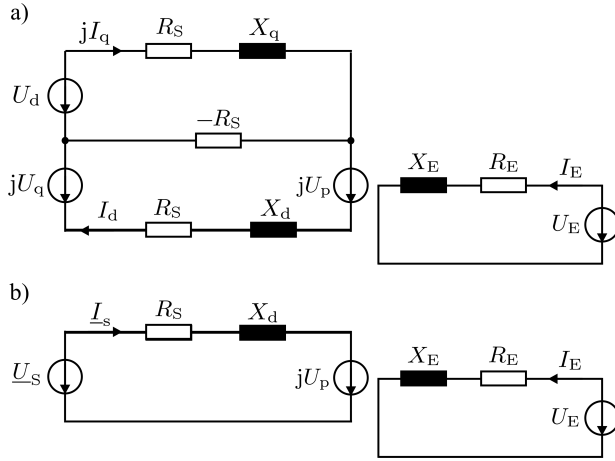 a)
jI_q R_S X_q
U_d
−R_S
jU_q jU_p
I_d R_S X_d
X_E R_E I_E
U_E
b)
I_s R_S X_d
U_S jU_p
X_E R_E I_E
U_E